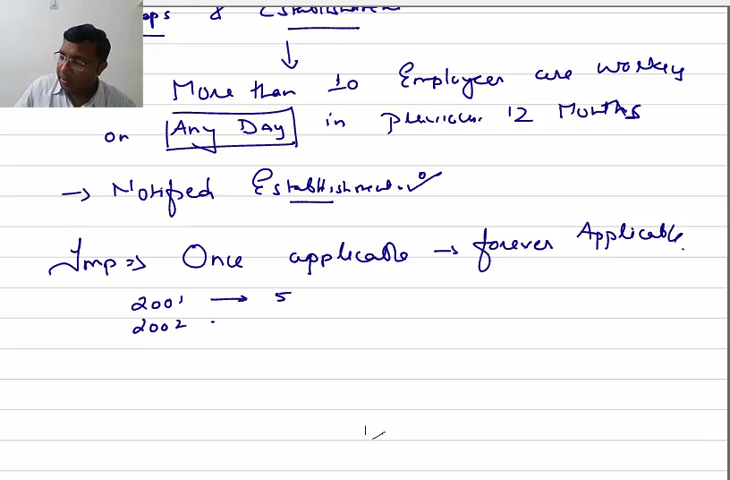 ops & Establishment
More than 10 Employees are working
on Any Day in previous 12 Months
→ Notified Establishment.
Imp ⇒ Once applicable → forever Applicable.
2001 → 5
2002